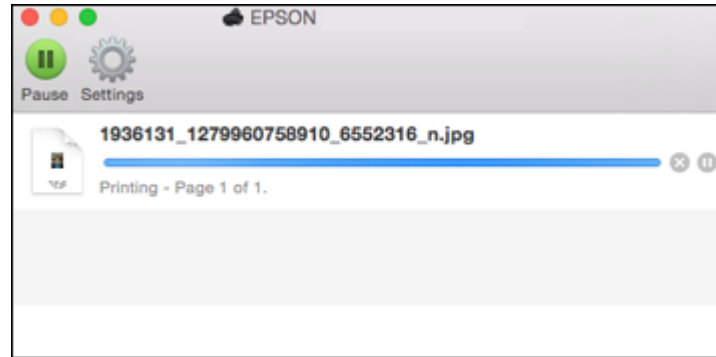 EPSON
Pause Settings
1936131_1279960758910_6552316_n.jpg
Printing - Page 1 of 1.